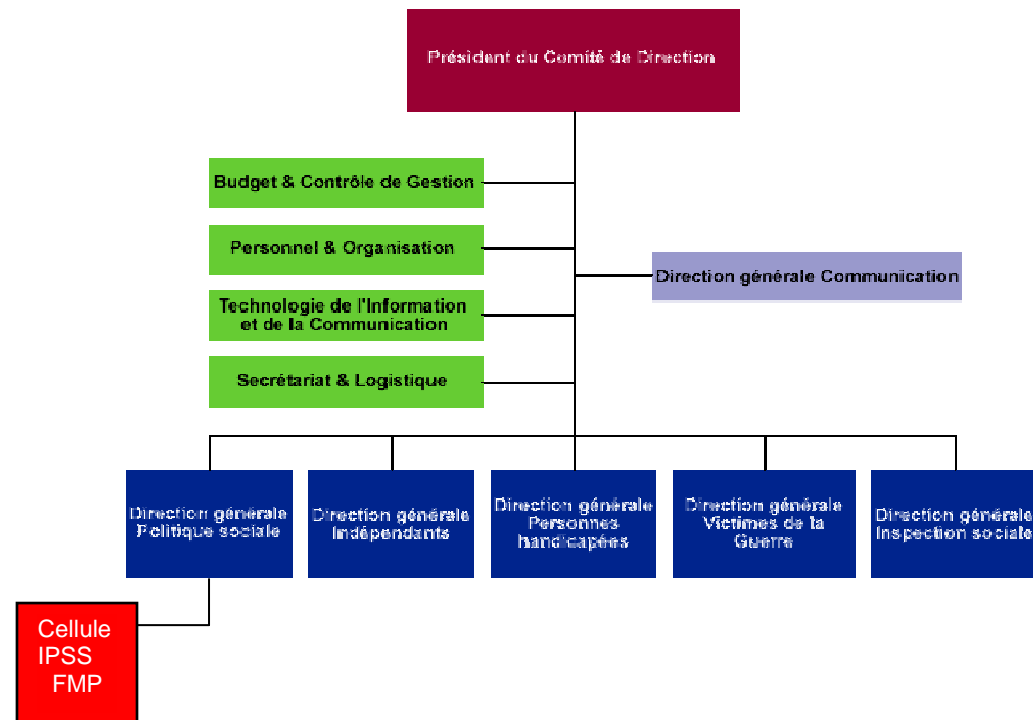 Président du Comité de Direction
Budget & Contrôle de Gestion
Personnel & Organisation
Direction générale Communication
Technologie de l'Information
et de la Communication
Secrétariat & Logistique
Direction générale
Politique sociale
Direction générale
Indépendants
Direction générale
Personnes
handicapées
Direction générale
Victimes de la
Guerre
Direction générale
Inspection sociale
Cellule
IPSS
FMP